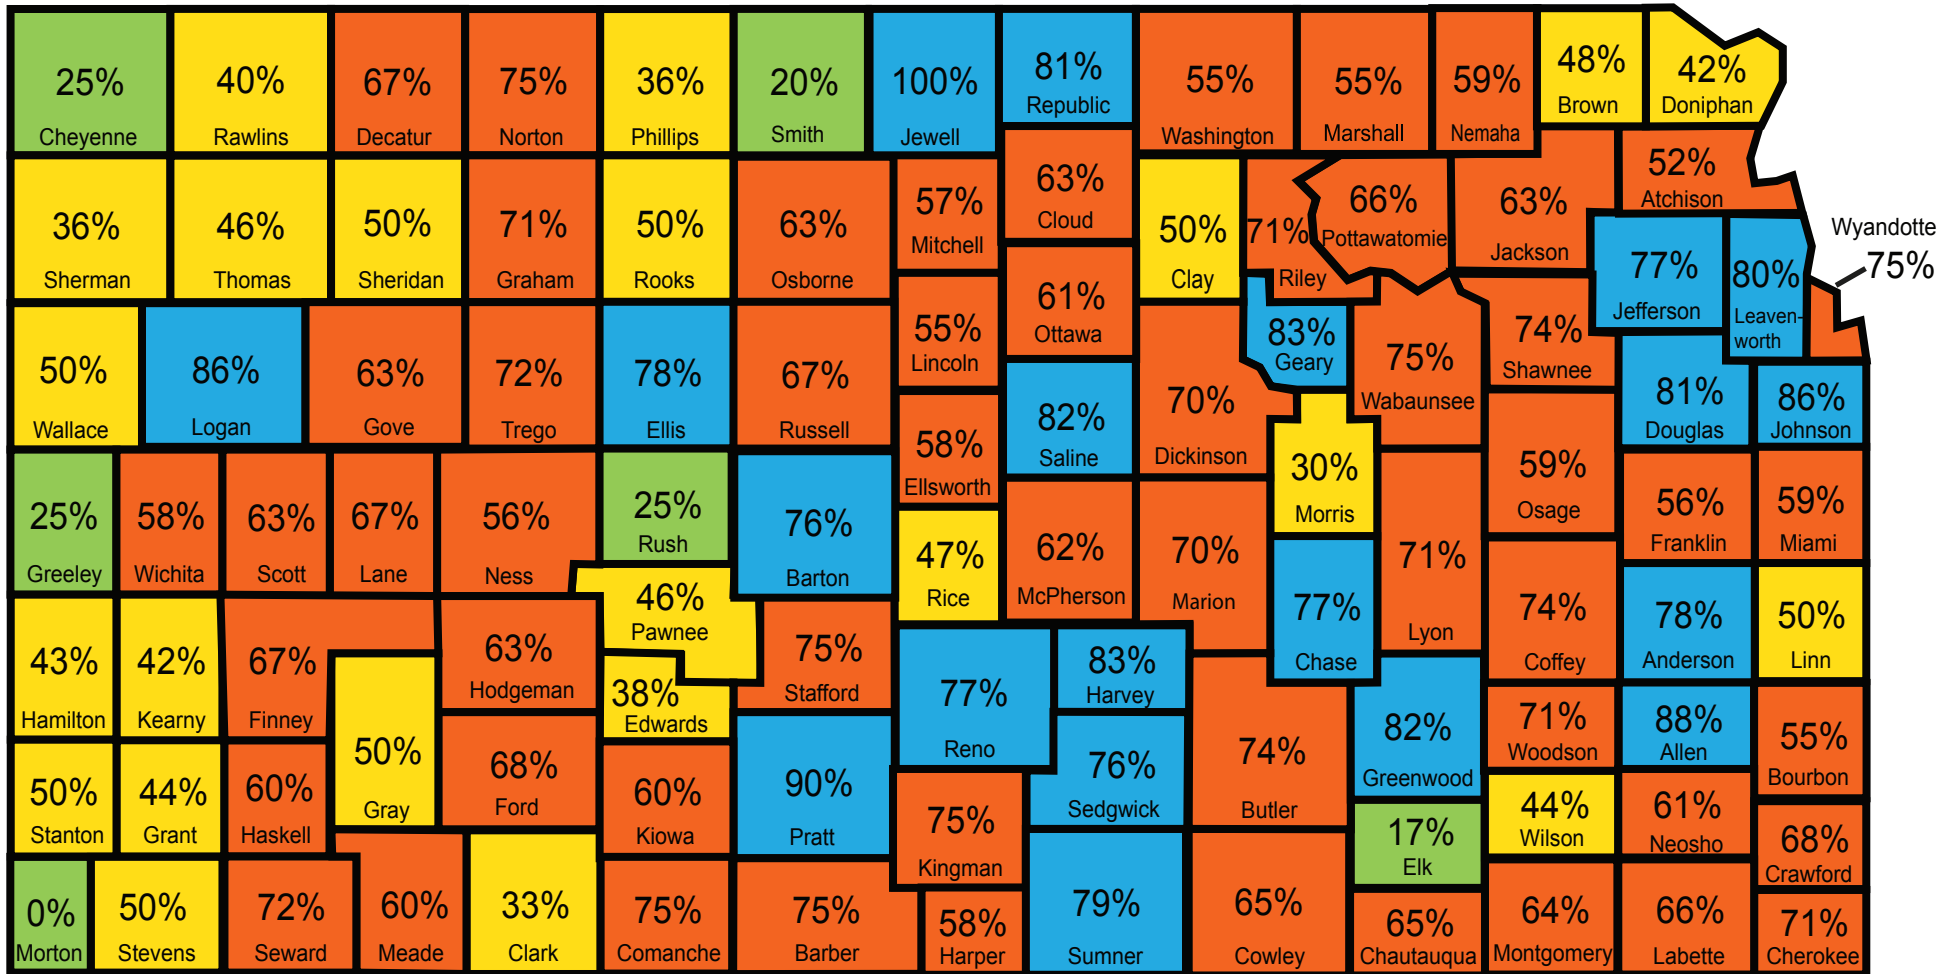 25%
Cheyenne
40%
Rawlins
67%
Decatur
75%
Norton
36%
Phillips
20%
Smith
100%
Jewell
81%
Republic
55%
Washington
55%
Marshall
59%
Nemaha
48%
Brown
42%
Doniphan
36%
Sherman
46%
Thomas
50%
Sheridan
71%
Graham
50%
Rooks
63%
Osborne
57%
Mitchell
63%
Cloud
50%
Clay
71%
Riley
66%
Pottawatomie
63%
Jackson
52%
Atchison
77%
Jefferson
80%
Leaven-
worth
Wyandotte
75%
50%
Wallace
86%
Logan
63%
Gove
72%
Trego
78%
Ellis
67%
Russell
55%
Lincoln
61%
Ottawa
82%
Saline
70%
Dickinson
83%
Geary
75%
Wabaunsee
74%
Shawnee
81%
Douglas
86%
Johnson
25%
Greeley
58%
Wichita
63%
Scott
67%
Lane
56%
Ness
25%
Rush
76%
Barton
58%
Ellsworth
47%
Rice
62%
McPherson
70%
Marion
30%
Morris
77%
Chase
71%
Lyon
59%
Osage
56%
Franklin
59%
Miami
43%
Hamilton
42%
Kearny
67%
Finney
63%
Hodgeman
46%
Pawnee
38%
Edwards
75%
Stafford
77%
Reno
83%
Harvey
74%
Coffey
78%
Anderson
50%
Linn
50%
Stanton
44%
Grant
60%
Haskell
50%
Gray
68%
Ford
60%
Kiowa
90%
Pratt
75%
Kingman
76%
Sedgwick
74%
Butler
82%
Greenwood
71%
Woodson
88%
Allen
55%
Bourbon
17%
Elk
44%
Wilson
61%
Neosho
68%
Crawford
0%
Morton
50%
Stevens
72%
Seward
60%
Meade
33%
Clark
75%
Comanche
75%
Barber
58%
Harper
79%
Sumner
65%
Cowley
65%
Chautauqua
64%
Montgomery
66%
Labette
71%
Cherokee